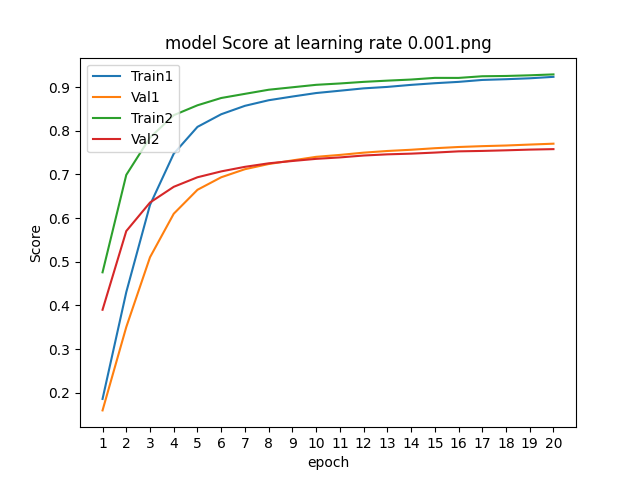 model Score at learning rate 0.001.png
Train1
Val1
Train2
Val2
Score
0.9
0.8
0.7
0.6
0.5
0.4
0.3
0.2
1 2 3 4 5 6 7 8 9 10 11 12 13 14 15 16 17 18 19 20
epoch